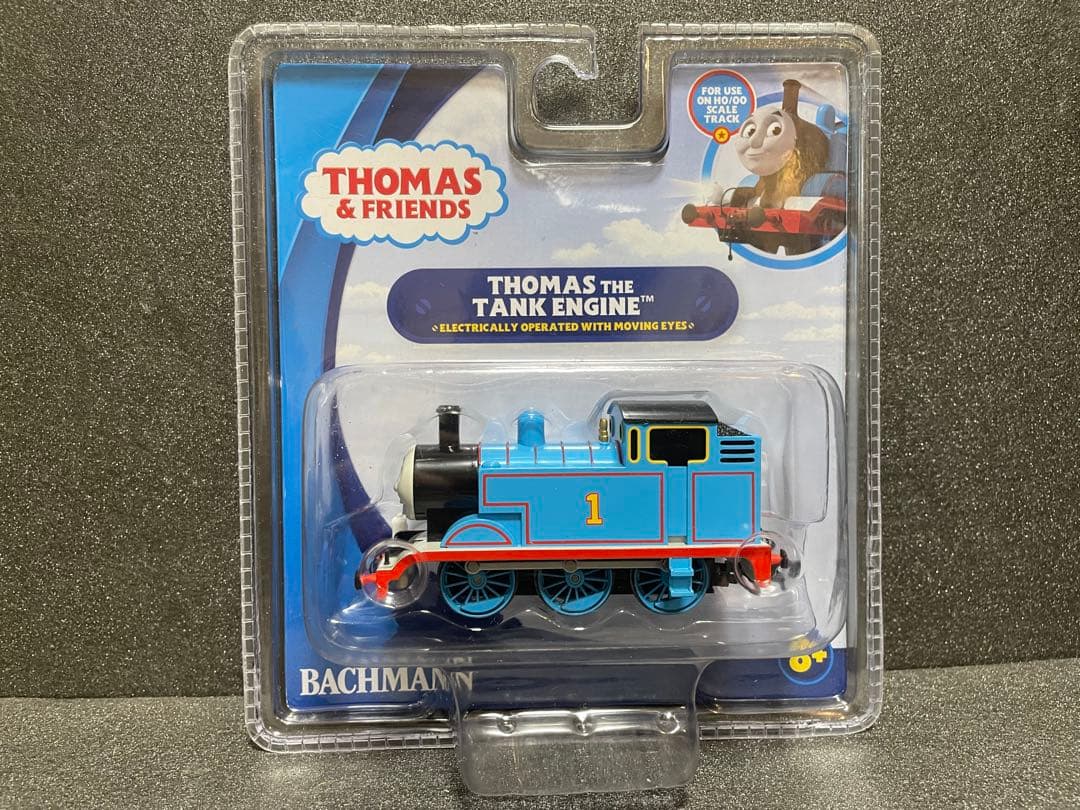 FOR USE
ON HO/OO
SCALE
TRACK
THOMAS
& FRIENDS
THOMAS THE
TANK ENGINE™
ELECTRICALLY OPERATED WITH MOVING EYES
1
BACHMANN